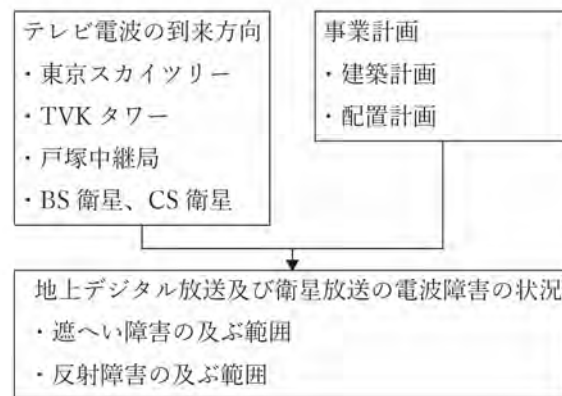 テレビ電波の到来方向
・東京スカイツリー
・TVK タワー
・戸塚中継局
・BS 衛星、CS 衛星
事業計画
・建築計画
・配置計画
地上デジタル放送及び衛星放送の電波障害の状況
・遮へい障害の及ぶ範囲
・反射障害の及ぶ範囲